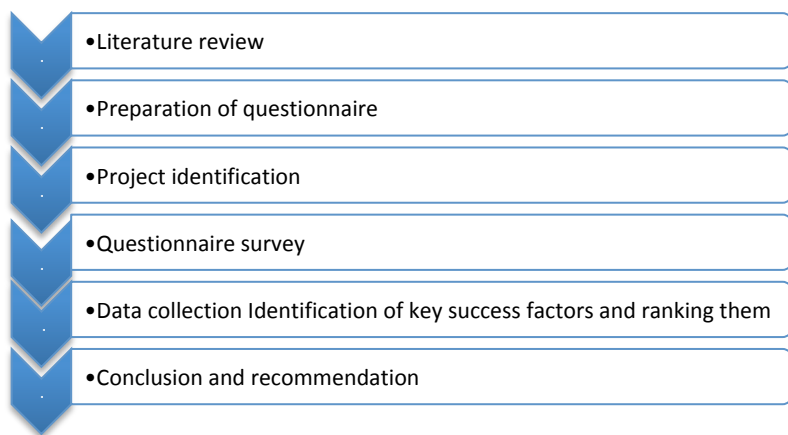 •Literature review
•Preparation of questionnaire
•Project identification
•Questionnaire survey
•Data collection Identification of key success factors and ranking them
•Conclusion and recommendation